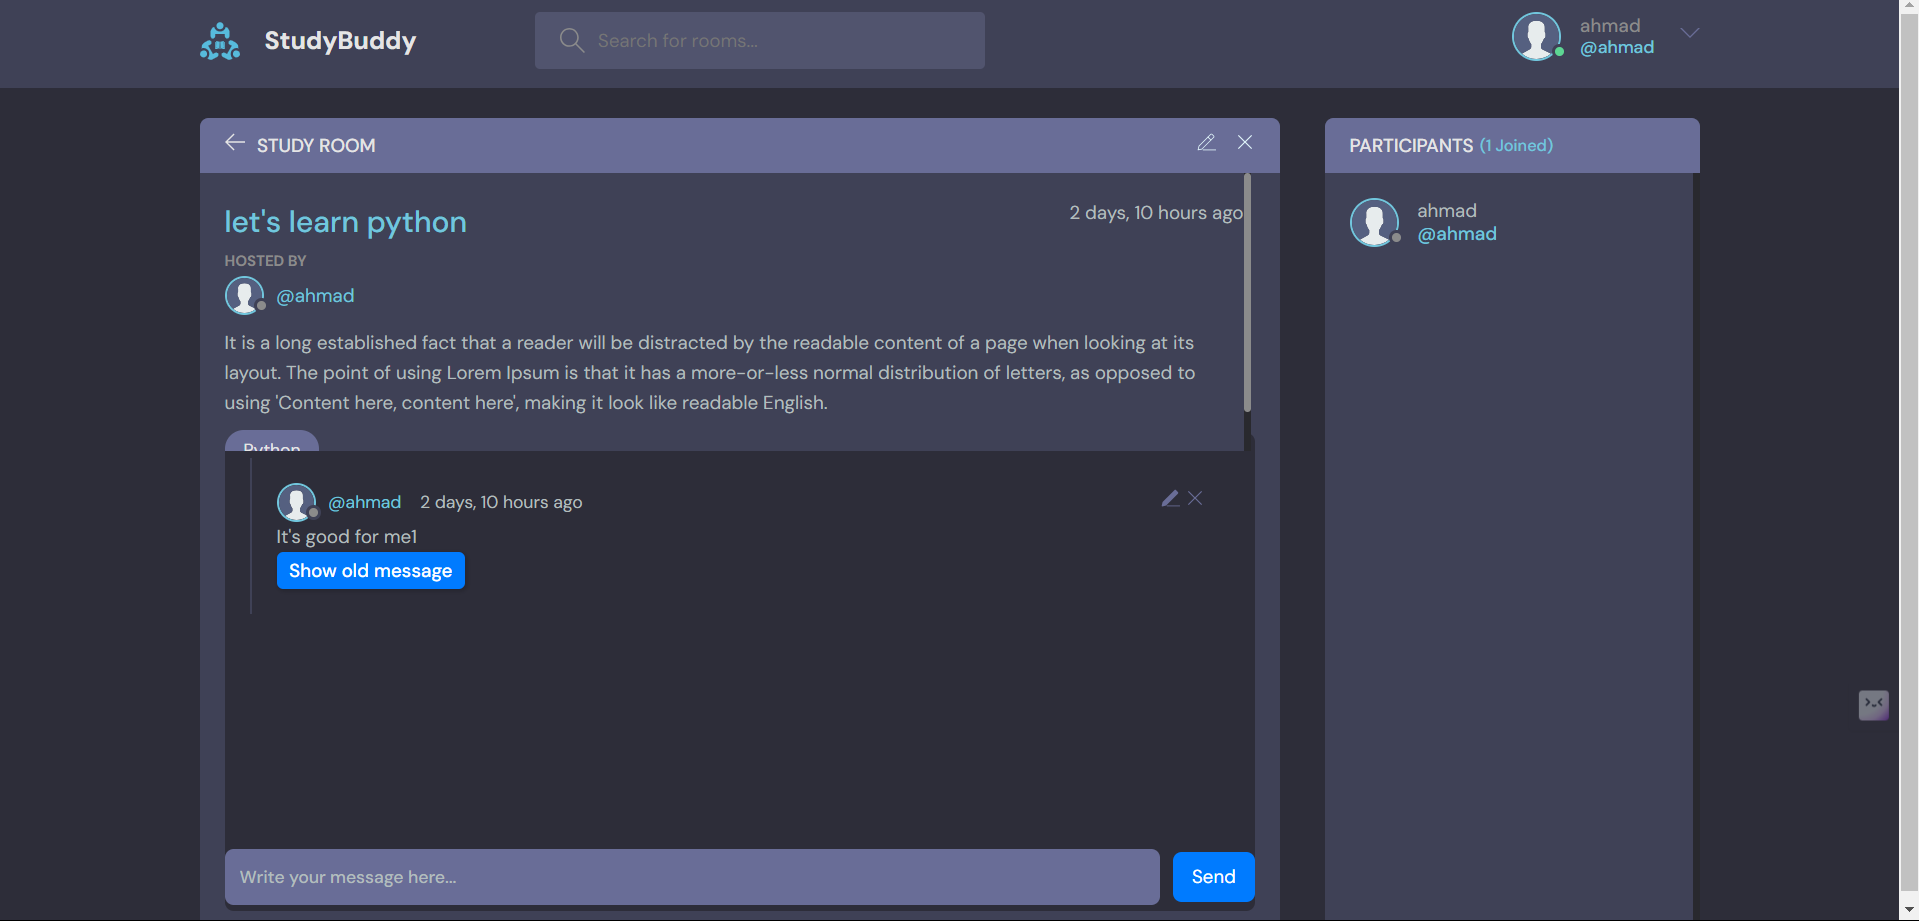 StudyBuddy
Search for rooms...
ahmad
@ahmad
STUDY ROOM
let's learn python
2 days, 10 hours ago
HOSTED BY
@ahmad
It is a long established fact that a reader will be distracted by the readable content of a page when looking at its
layout. The point of using Lorem Ipsum is that it has a more-or-less normal distribution of letters, as opposed to
using 'Content here, content here', making it look like readable English.
Python
@ahmad 2 days, 10 hours ago
It's good for me1
Show old message
Write your message here...
Send
PARTICIPANTS (1 Joined)
ahmad
@ahmad